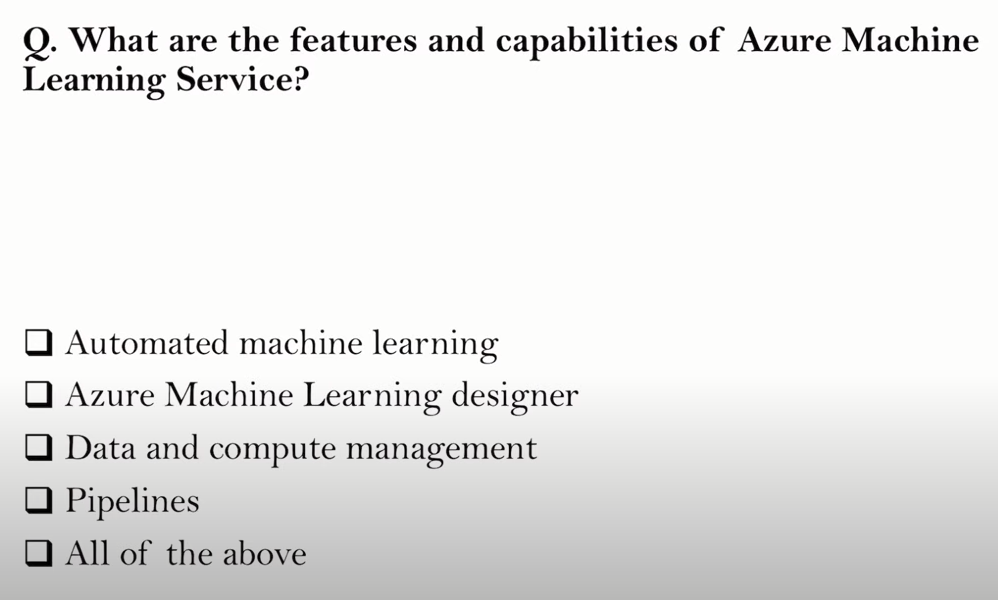 Q. What are the features and capabilities of Azure Machine
Learning Service?
❑ Automated machine learning
❑ Azure Machine Learning designer
❑ Data and compute management
❑ Pipelines
❑ All of the above